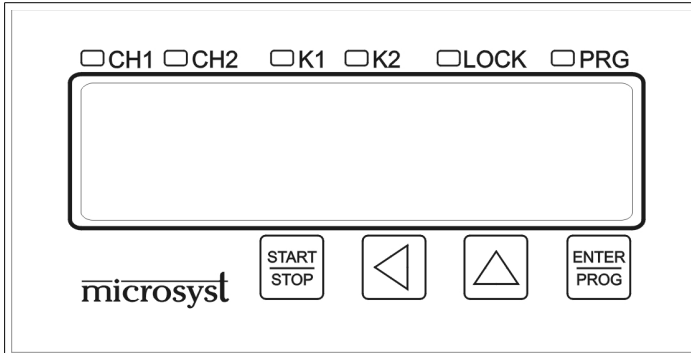 CH1 CH2 K1 K2 LOCK PRG
START
STOP
ENTER
PROG
microsyst